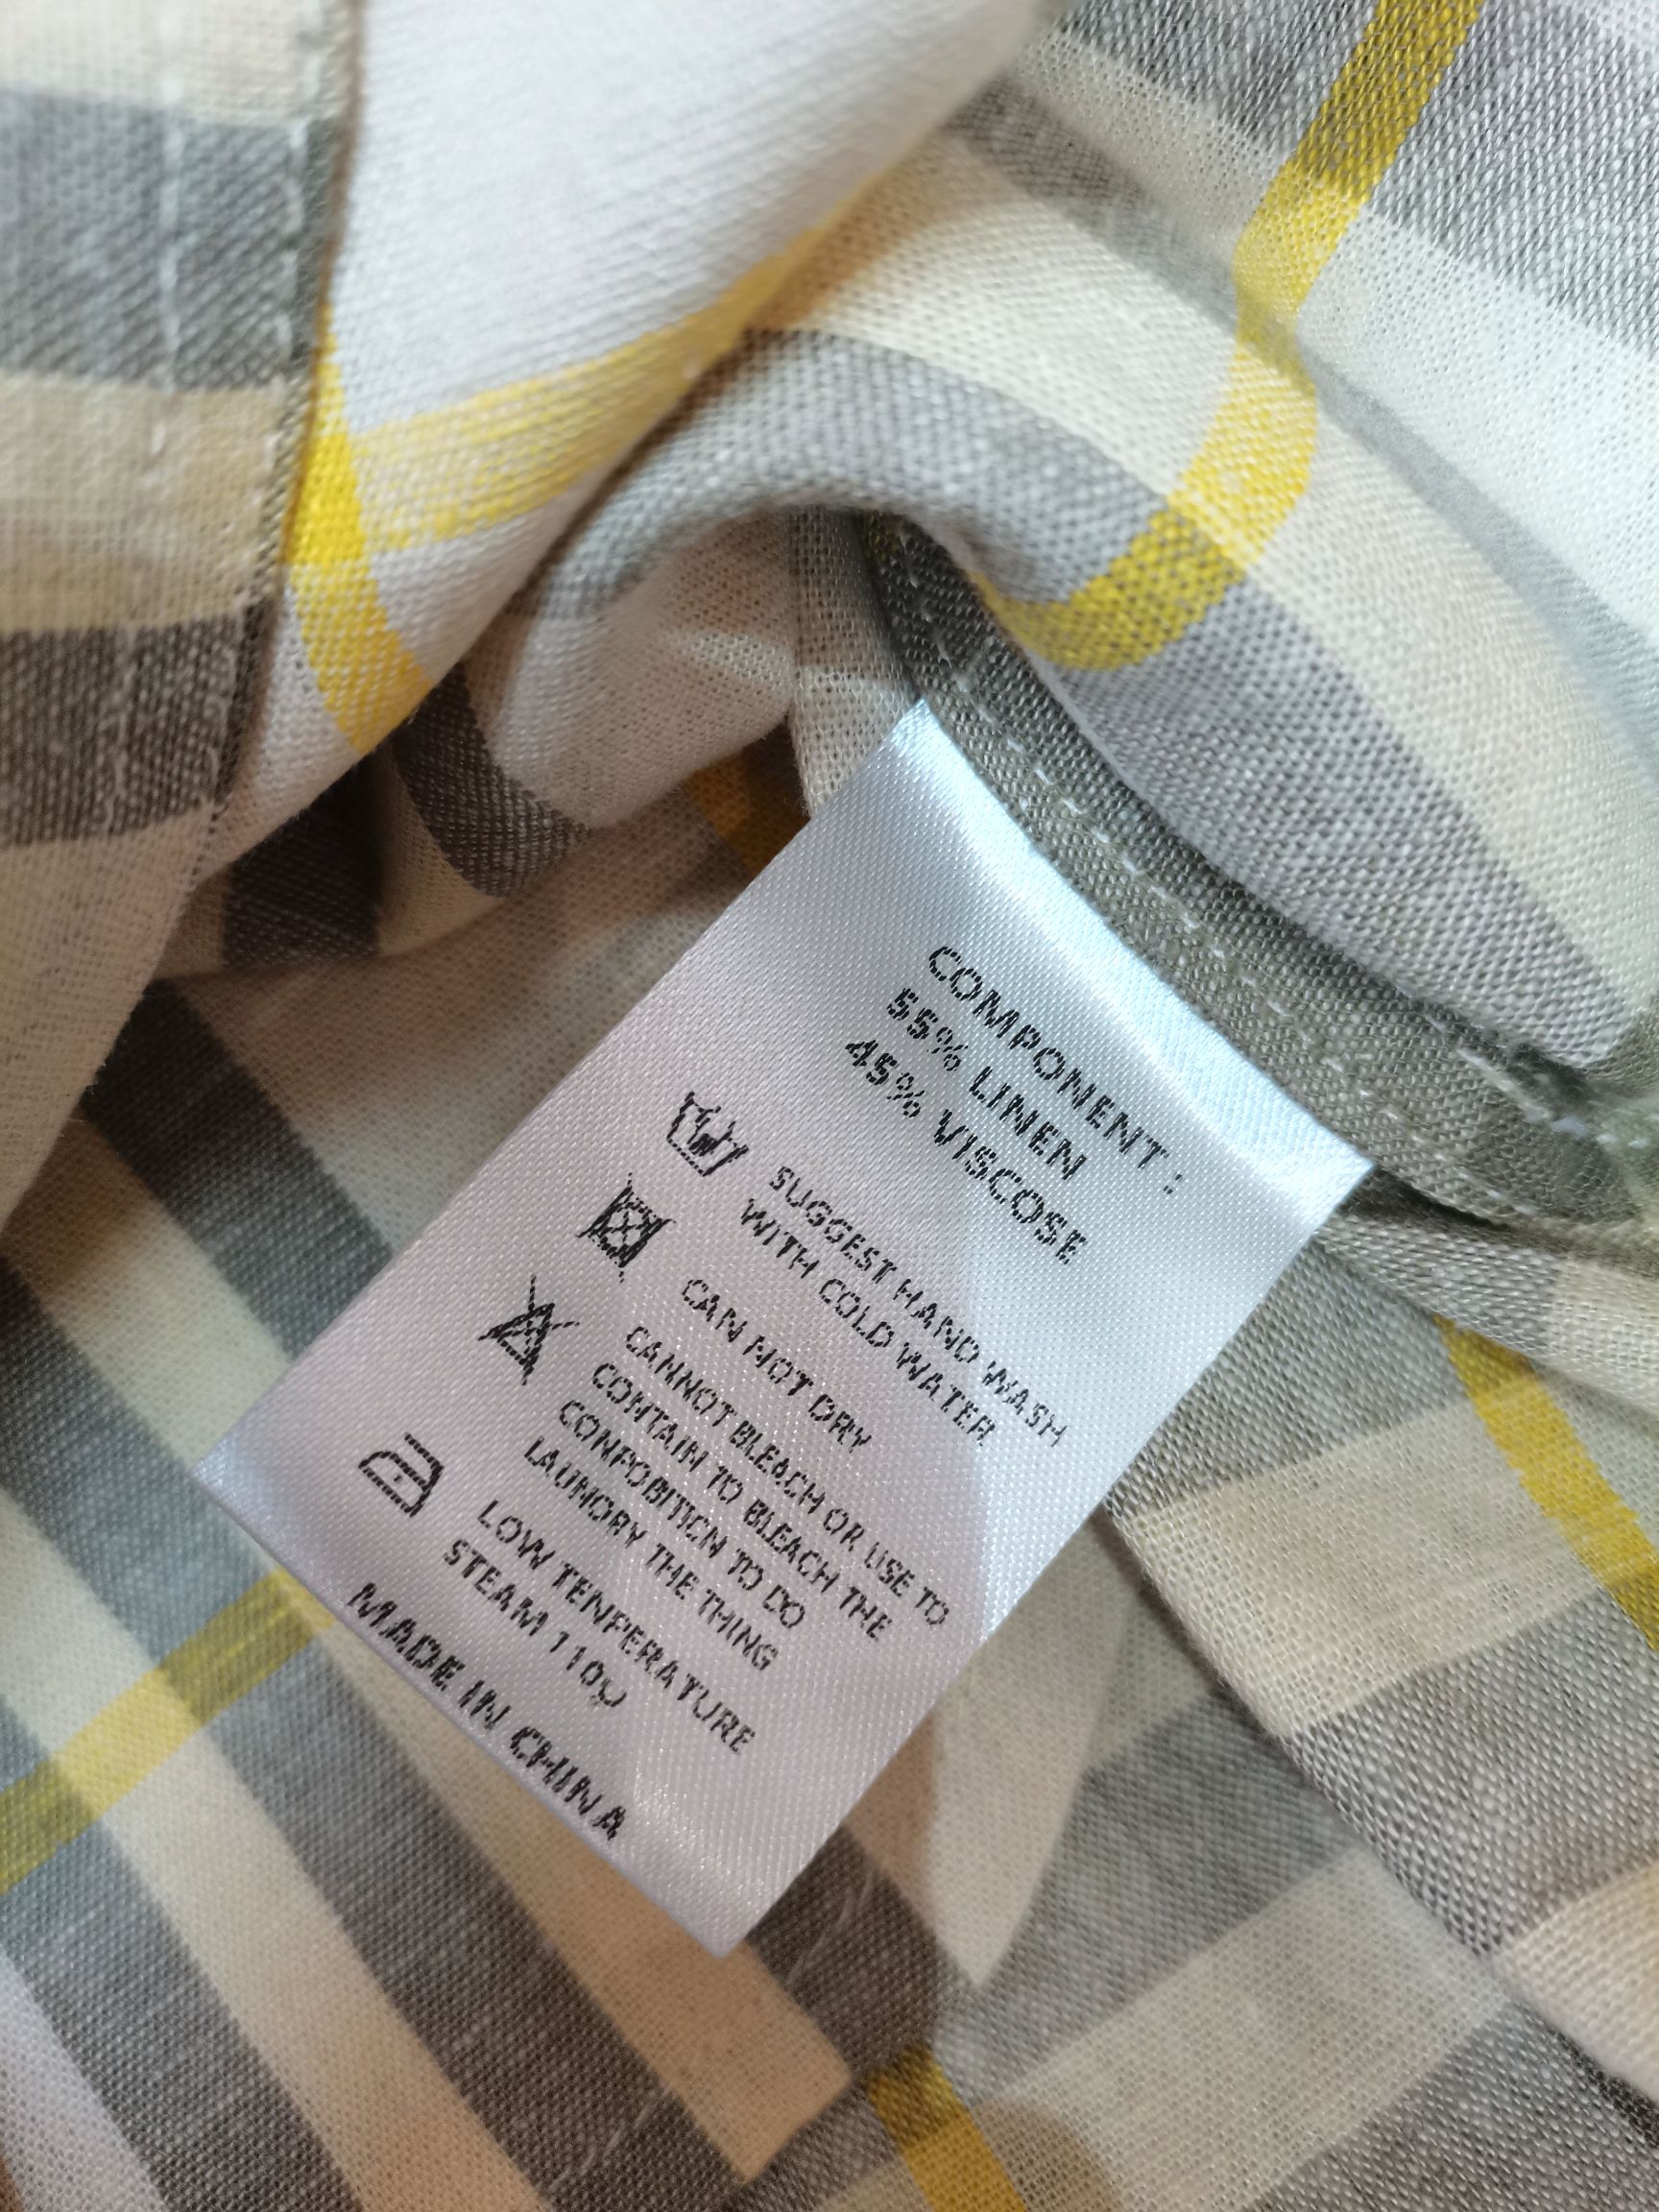 COMPONENT :
55% LINEN
45% VISCOSE
SUGGEST HAND WASH
WITH COLD WATER
CAN NOT DRY
CANNOT BLEACH OR USE TO
CONTAIN TO BLEACH THE
CONPOBITICN TO DO
LAUNDRY THE THING
LOW TENPERATURE
STEAM 110
MADE IN CHINA